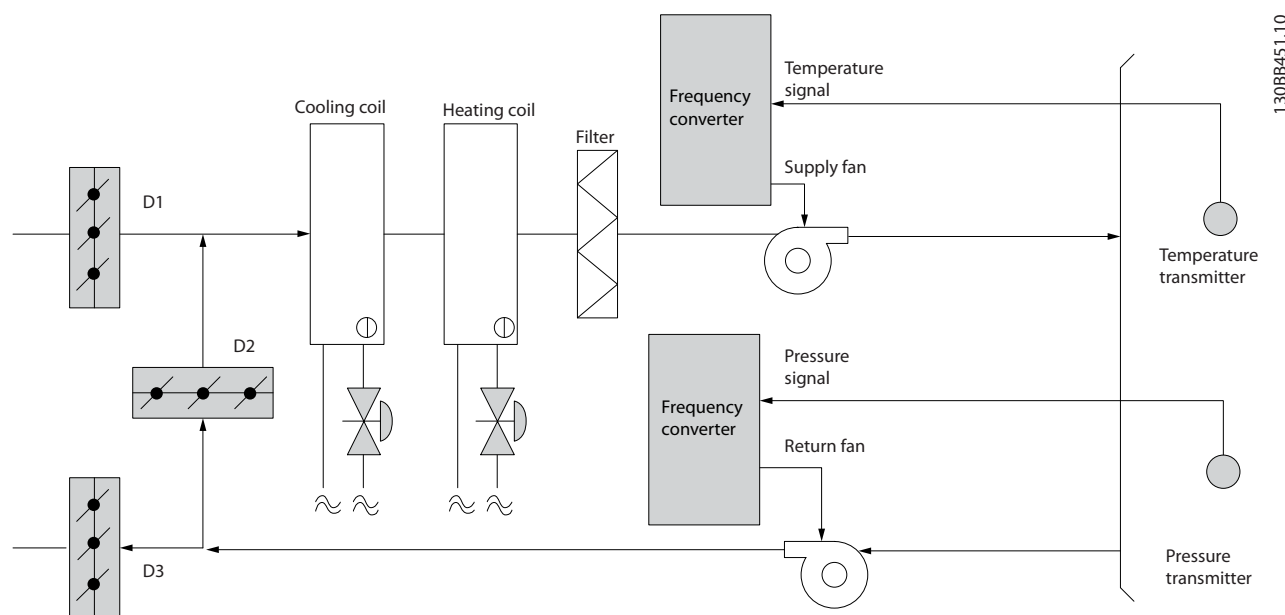 130BB451.10
Frequency
converter
Temperature
signal
Cooling coil
Heating coil
Filter
Supply fan
D1
Temperature
transmitter
D2
Pressure
signal
Frequency
converter
Return fan
D3
Pressure
transmitter